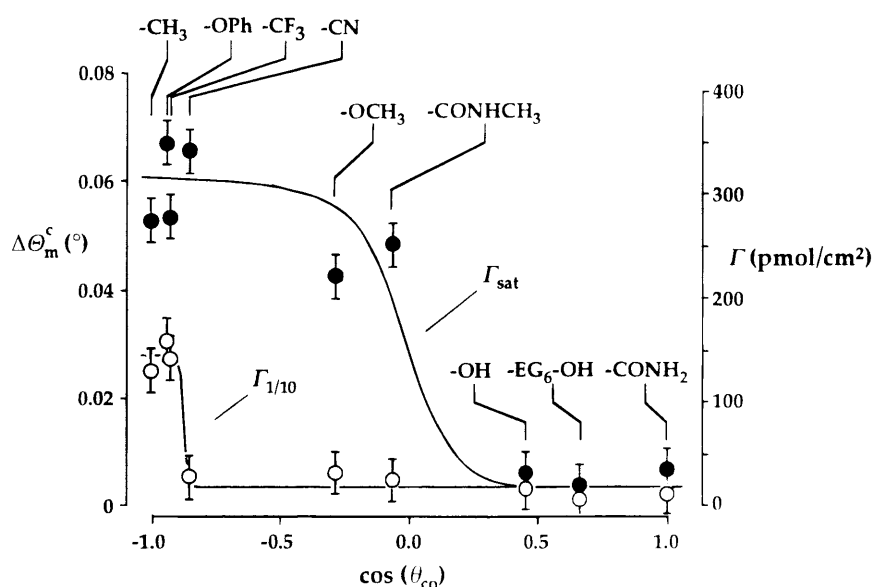 -CH3 -OPh -CF3 -CN
0.08
400
-OCH3 -CONHCH3
0.06
300
ΔΘmc (°)
Γ (pmol/cm2)
Γsat
0.04
200
-OH -EG6-OH -CONH2
Γ1/10
0.02
100
0
0
-1.0 -0.5 0.0 0.5 1.0
cos (θco)